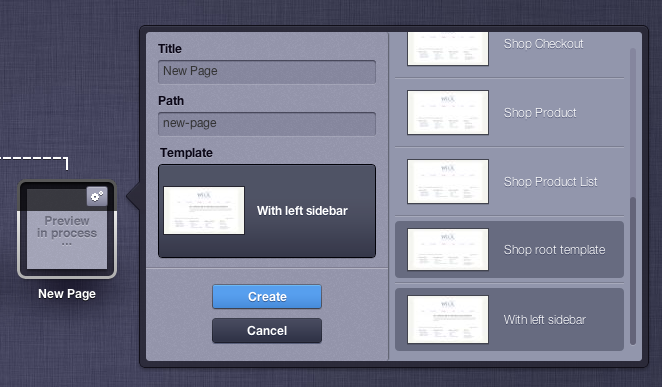 Title
New Page
Path
new-page
Template
With left sidebar
Create
Cancel
Shop Checkout
Shop Product
Shop Product List
Shop root template
With left sidebar
Preview
in process
...
New Page